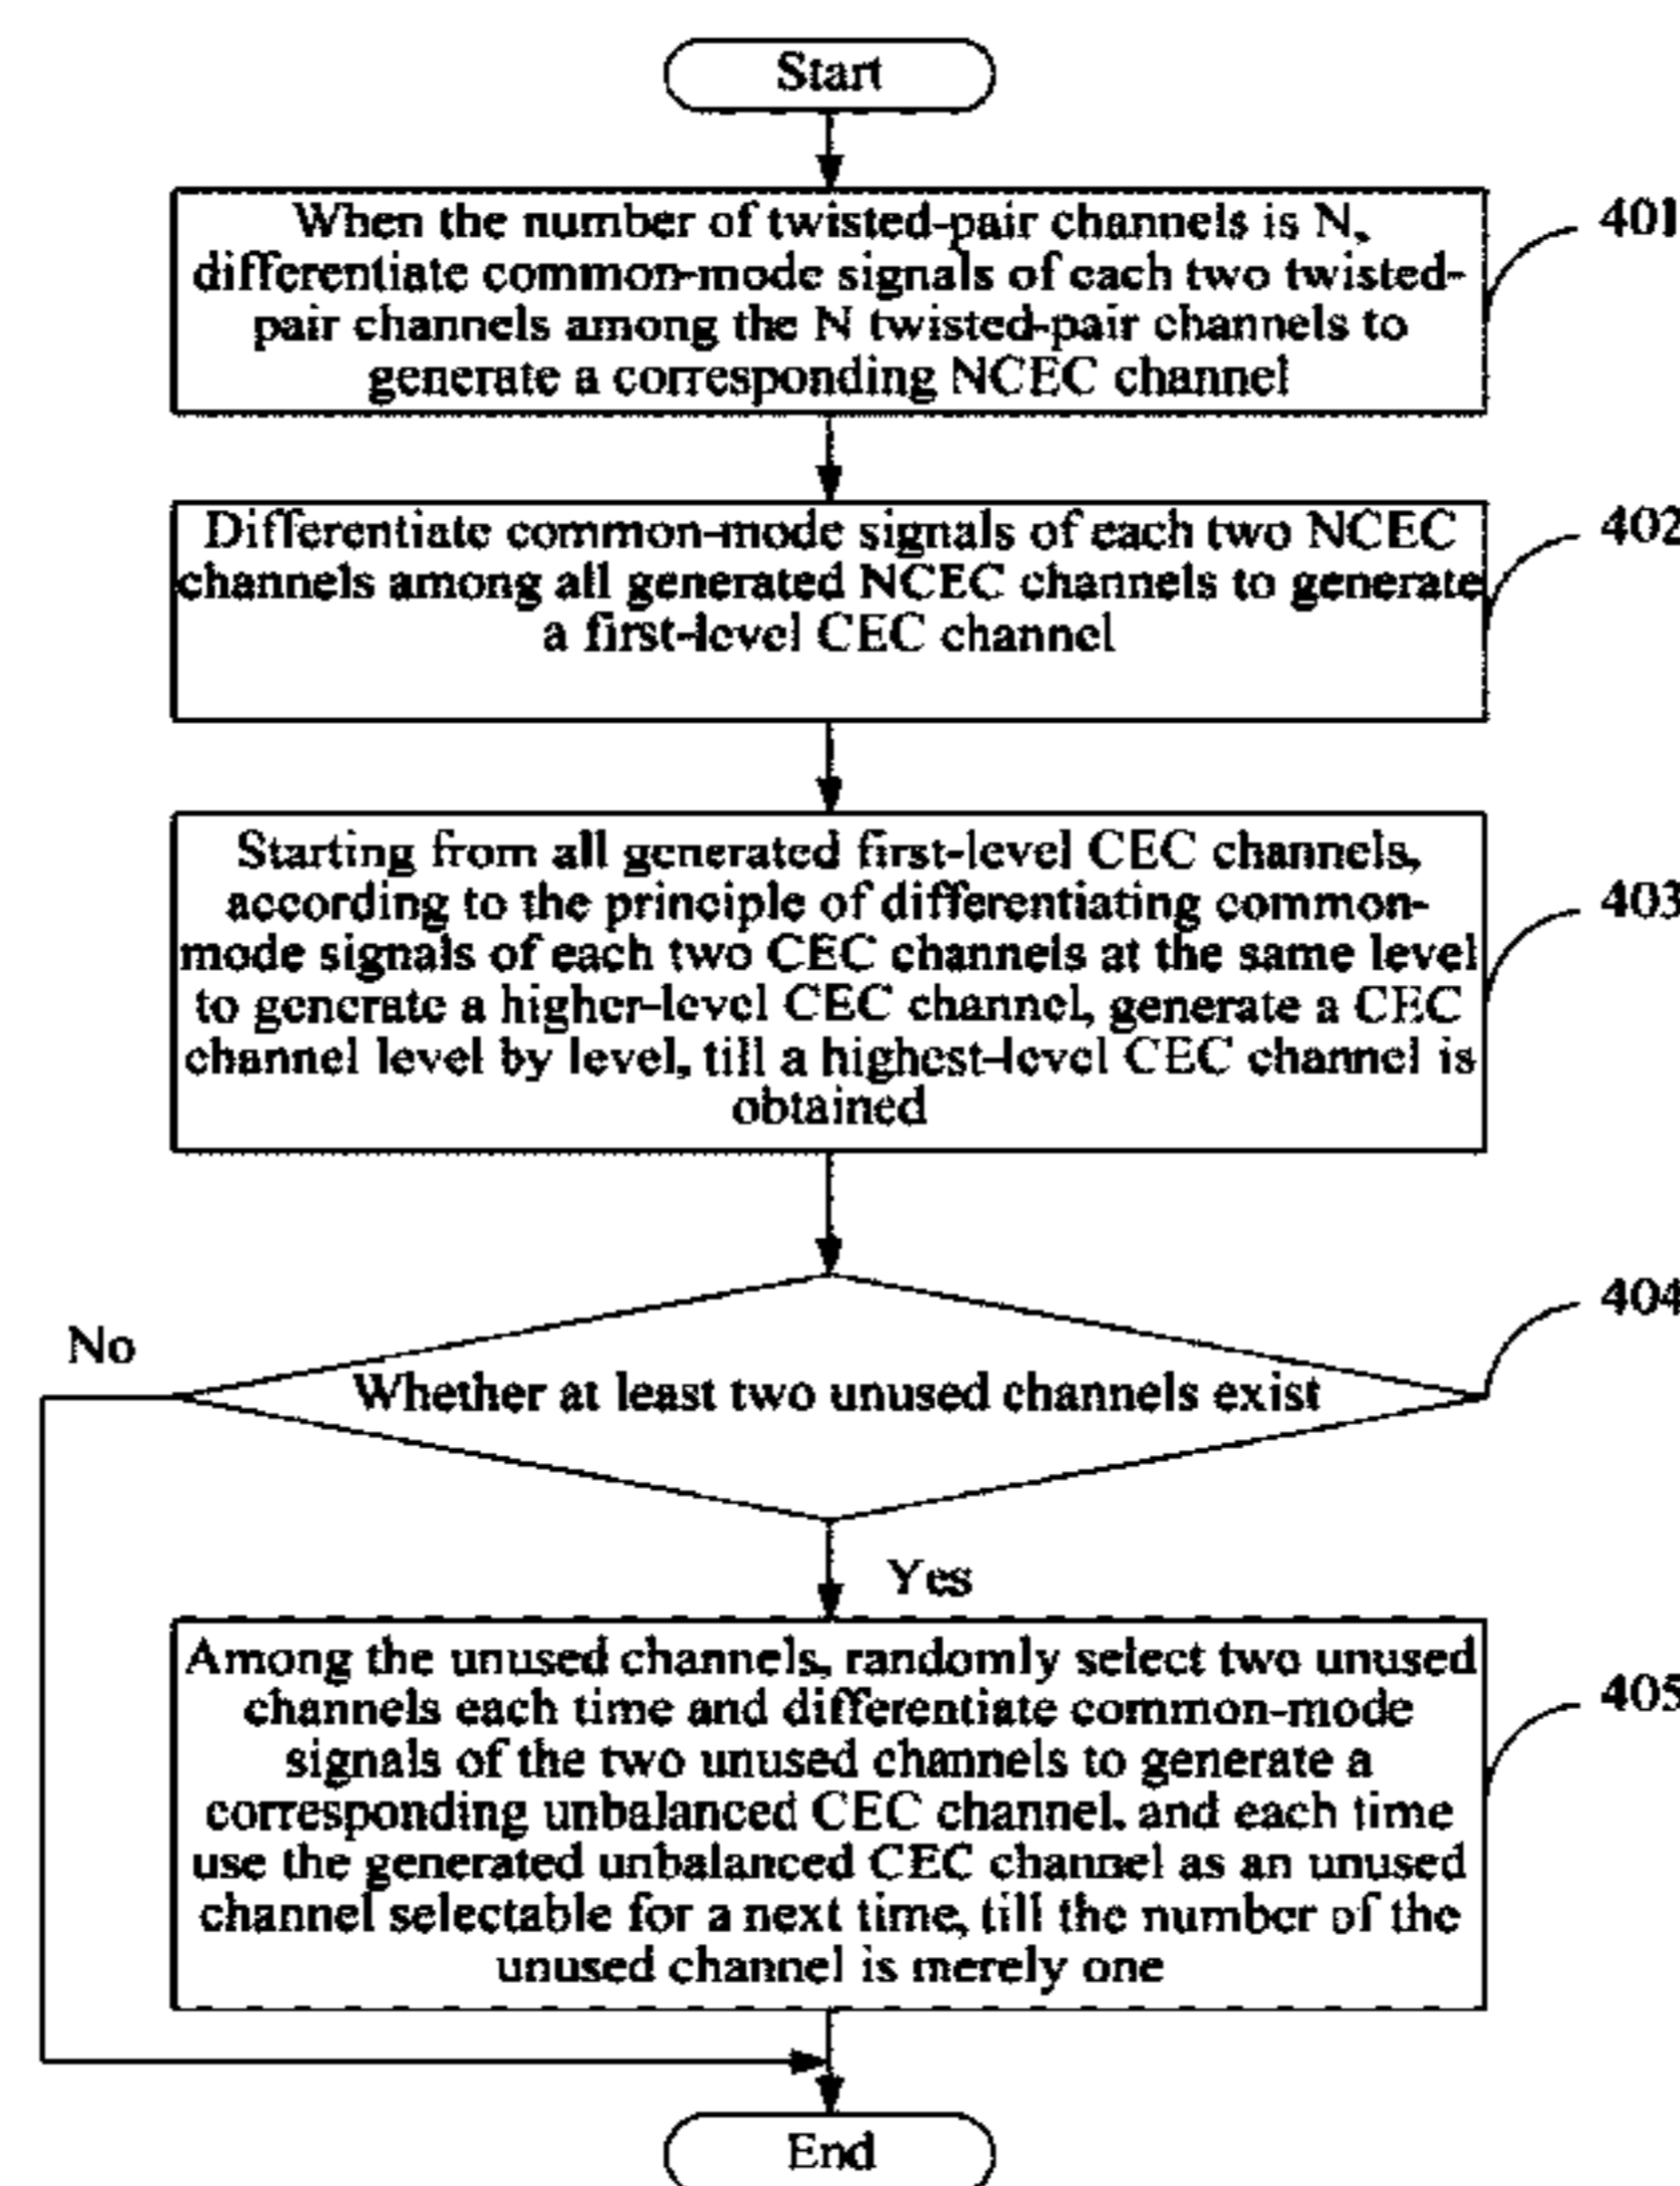 Start
When the number of twisted-pair channels is N,
differentiate common-mode signals of each two twisted-
pair channels among the N twisted-pair channels to
generate a corresponding NCEC channel
401
Differentiate common-mode signals of each two NCEC
channels among all generated NCEC channels to generate
a first-level CEC channel
402
Starting from all generated first-level CEC channels,
according to the principle of differentiating common-
mode signals of each two CEC channels at the same level
to generate a higher-level CEC channel, generate a CEC
channel level by level, till a highest-level CEC channel is
obtained
403
No
Whether at least two unused channels exist
404
Yes
Among the unused channels, randomly select two unused
channels each time and differentiate common-mode
signals of the two unused channels to generate a
corresponding unbalanced CEC channel, and each time
use the generated unbalanced CEC channel as an unused
channel selectable for a next time, till the number of the
unused channel is merely one
405
End